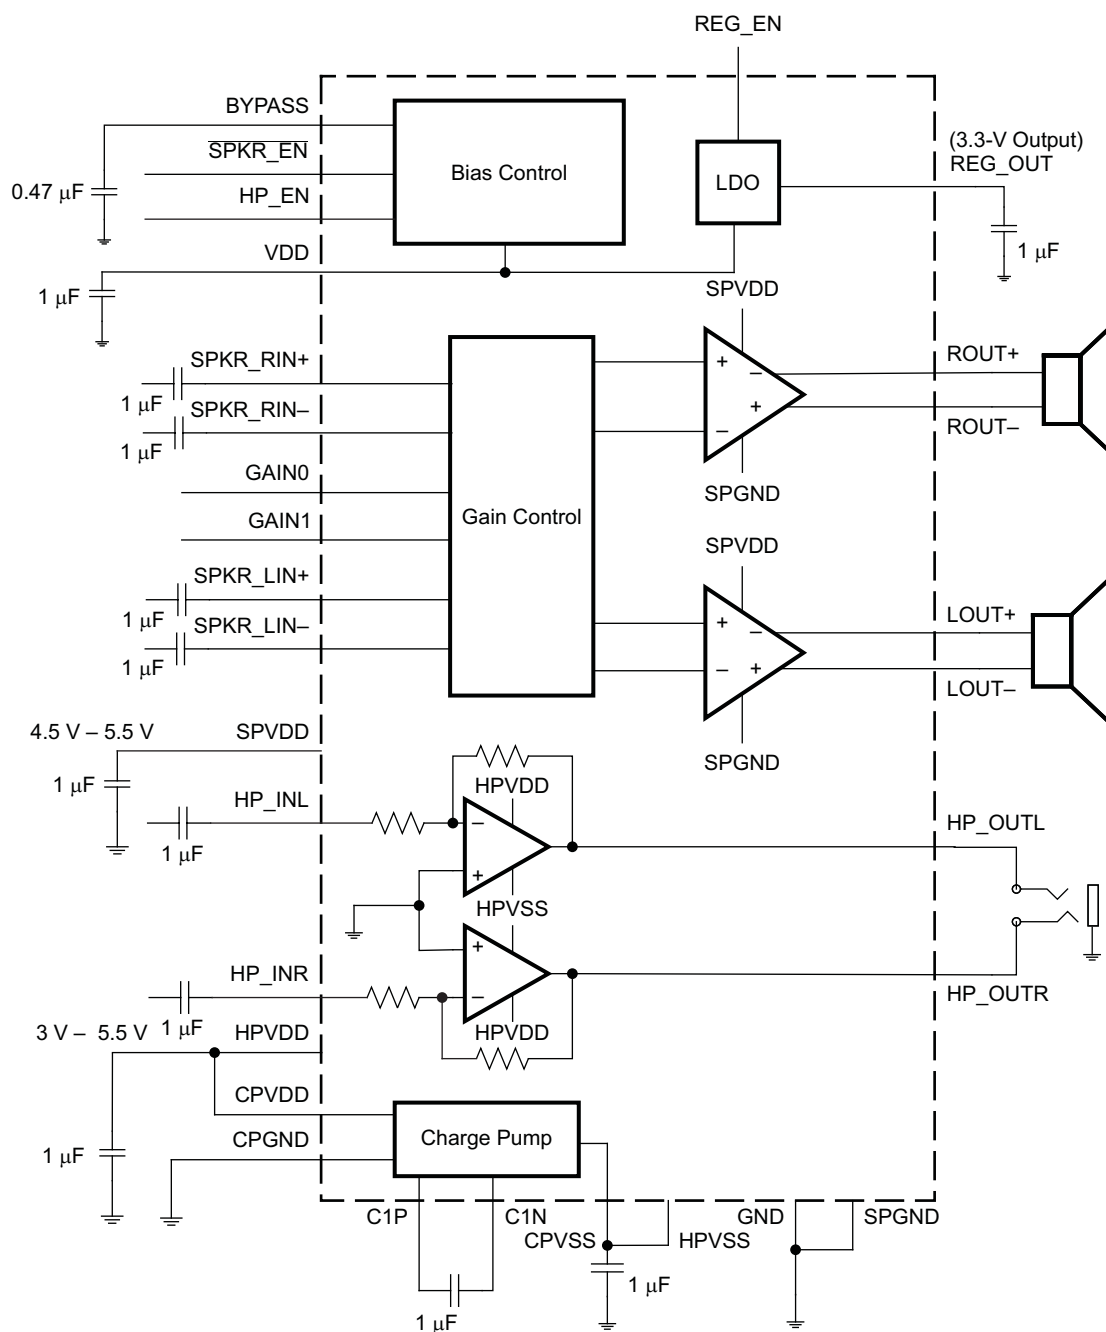 REG_EN
BYPASS
SPKR_EN
HP_EN
0.47 μF
Bias Control
LDO
(3.3-V Output)
REG_OUT
1 μF
VDD
1 μF
SPVDD
SPKR_RIN+
1 μF
SPKR_RIN–
1 μF
+
–
–
+
ROUT+
ROUT–
SPGND
GAIN0
GAIN1
Gain Control
SPVDD
SPKR_LIN+
1 μF
SPKR_LIN–
1 μF
+
–
–
+
LOUT+
LOUT–
SPGND
4.5 V – 5.5 V
SPVDD
1 μF
HP_INL
1 μF
HPVDD
–
+
HP_OUTL
HPVSS
+
–
HP_INR
1 μF
HPVDD
HP_OUTR
3 V – 5.5 V
HPVDD
CPVDD
CPGND
1 μF
Charge Pump
C1P
C1N
CPVSS
HPVSS
GND
SPGND
1 μF
1 μF